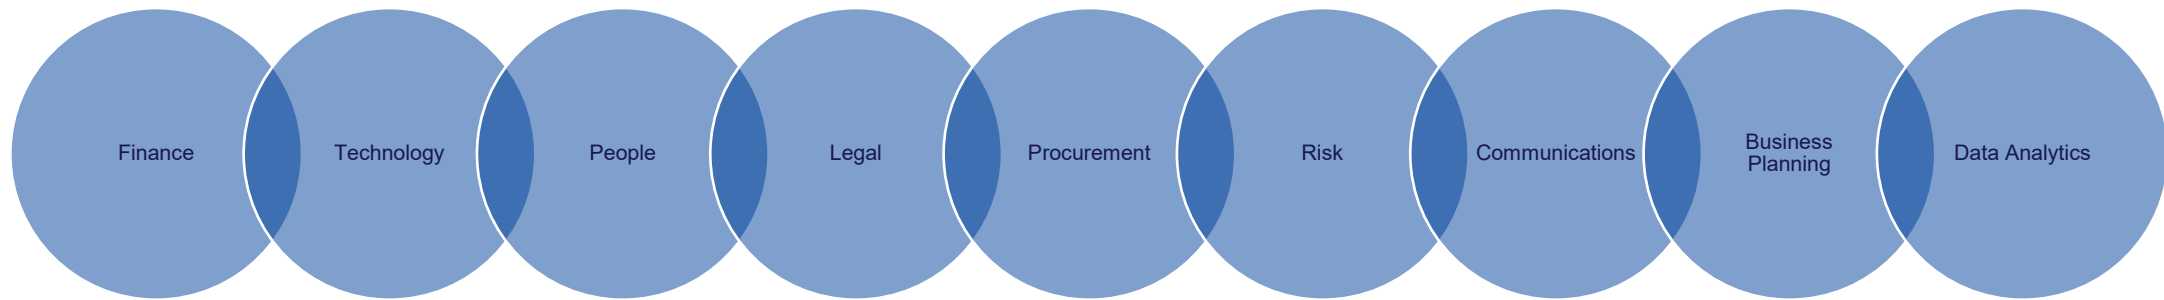 Finance
Technology
People
Legal
Procurement
Risk
Communications
Business
Planning
Data Analytics